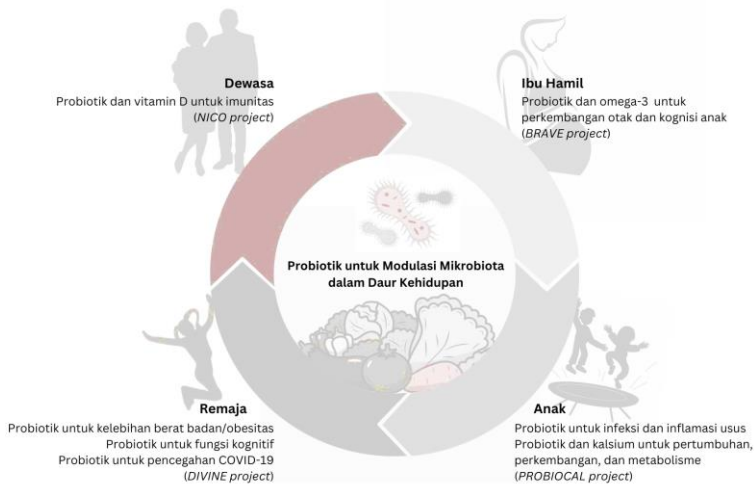 Dewasa
Probiotik dan vitamin D untuk imunitas
(NICO project)
Ibu Hamil
Probiotik dan omega-3 untuk
perkembangan otak dan kognisi anak
(BRAVE project)
Probiotik untuk Modulasi Mikrobiota
dalam Daur Kehidupan
Remaja
Probiotik untuk kelebihan berat badan/obesitas
Probiotik untuk fungsi kognitif
Probiotik untuk pencegahan COVID-19
(DIVINE project)
Anak
Probiotik untuk infeksi dan inflamasi usus
Probiotik dan kalsium untuk pertumbuhan,
perkembangan, dan metabolisme
(PROBIOCAL project)